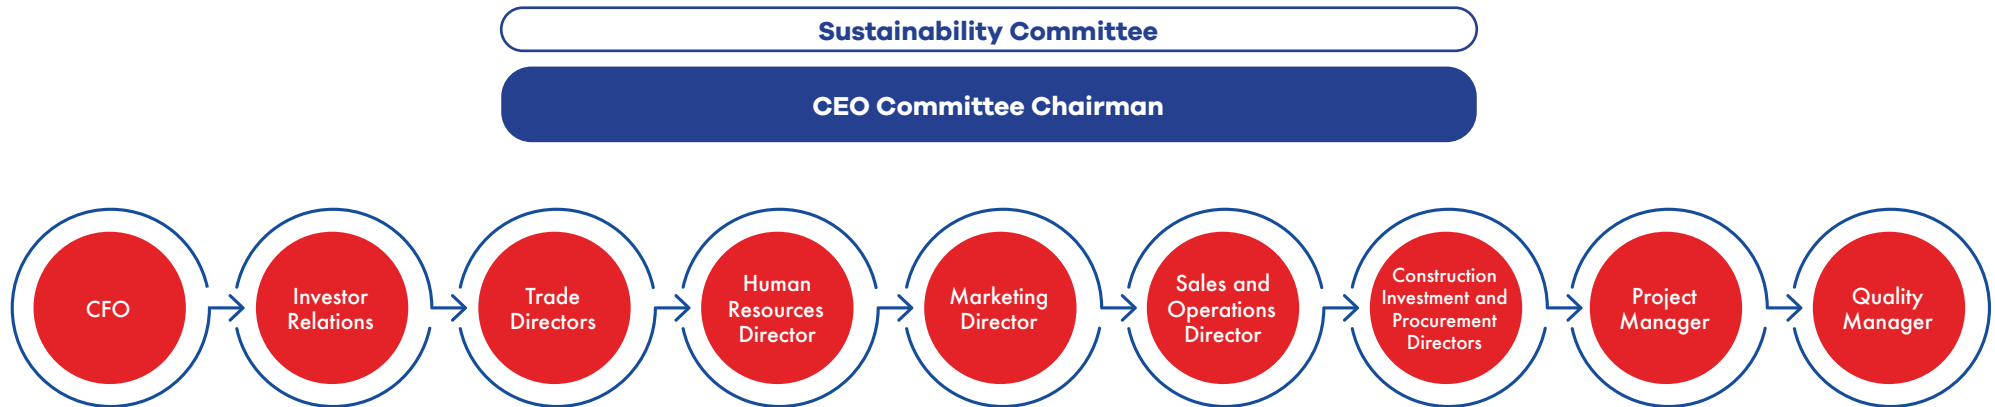 Sustainability Committee
CEO Committee Chairman
CFO
Investor
Relations
Trade
Directors
Human
Resources
Director
Marketing
Director
Sales and
Operations
Director
Construction
Investment and
Procurement
Directors
Project
Manager
Quality
Manager